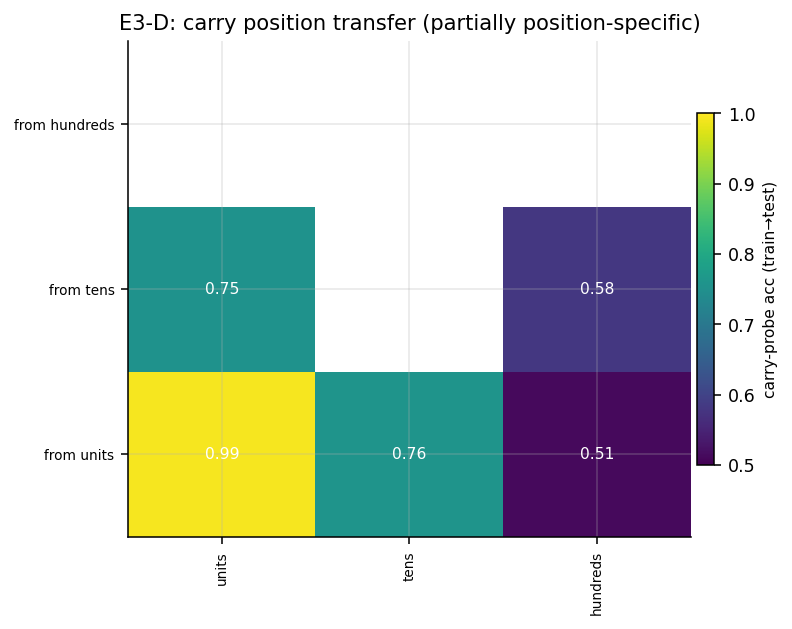 E3-D: carry position transfer (partially position-specific)
from hundreds
from tens
from units
0.75
0.58
0.99
0.76
0.51
units
tens
hundreds
1.0
0.9
0.8
0.7
0.6
0.5
carry-probe acc (train→test)